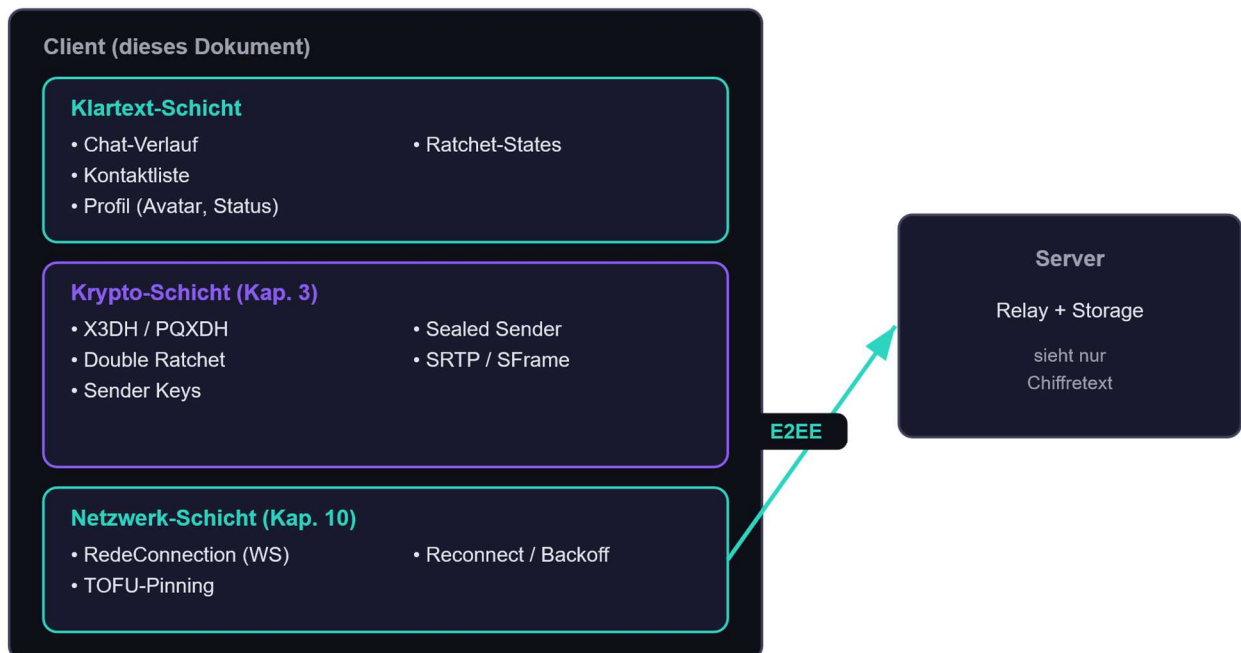 Client (dieses Dokument)
Klartext-Schicht
• Chat-Verlauf
• Kontaktliste
• Profil (Avatar, Status)
• Ratchet-States
Krypto-Schicht (Kap. 3)
• X3DH / PQXDH
• Double Ratchet
• Sender Keys
• Sealed Sender
• SRTP / SFrame
Netzwerk-Schicht (Kap. 10)
• RedeConnection (WS)
• TOFU-Pinning
• Reconnect / Backoff
E2EE
Server
Relay + Storage
sieht nur
Chiffretext